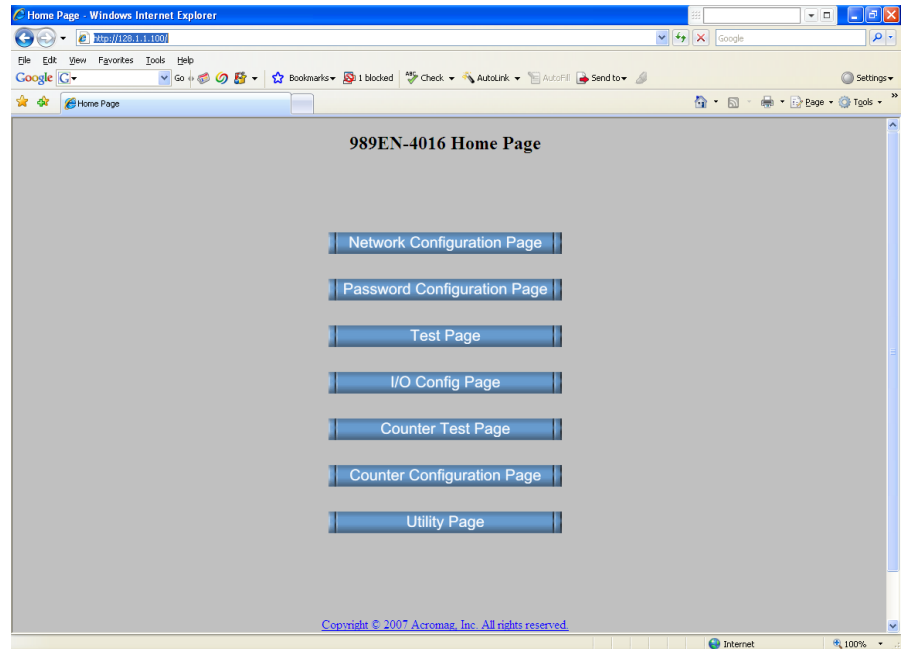 Home Page - Windows Internet Explorer
http://128.1.1.100/
Google
File Edit View Favorites Tools Help
Google G Go Bookmarks 1 blocked ABC Check AutoLink AutoFill Send to Settings
Home Page Page Tools »
989EN-4016 Home Page
Network Configuration Page
Password Configuration Page
Test Page
I/O Config Page
Counter Test Page
Counter Configuration Page
Utility Page
Copyright © 2007 Acromag, Inc. All rights reserved.
Internet 100%